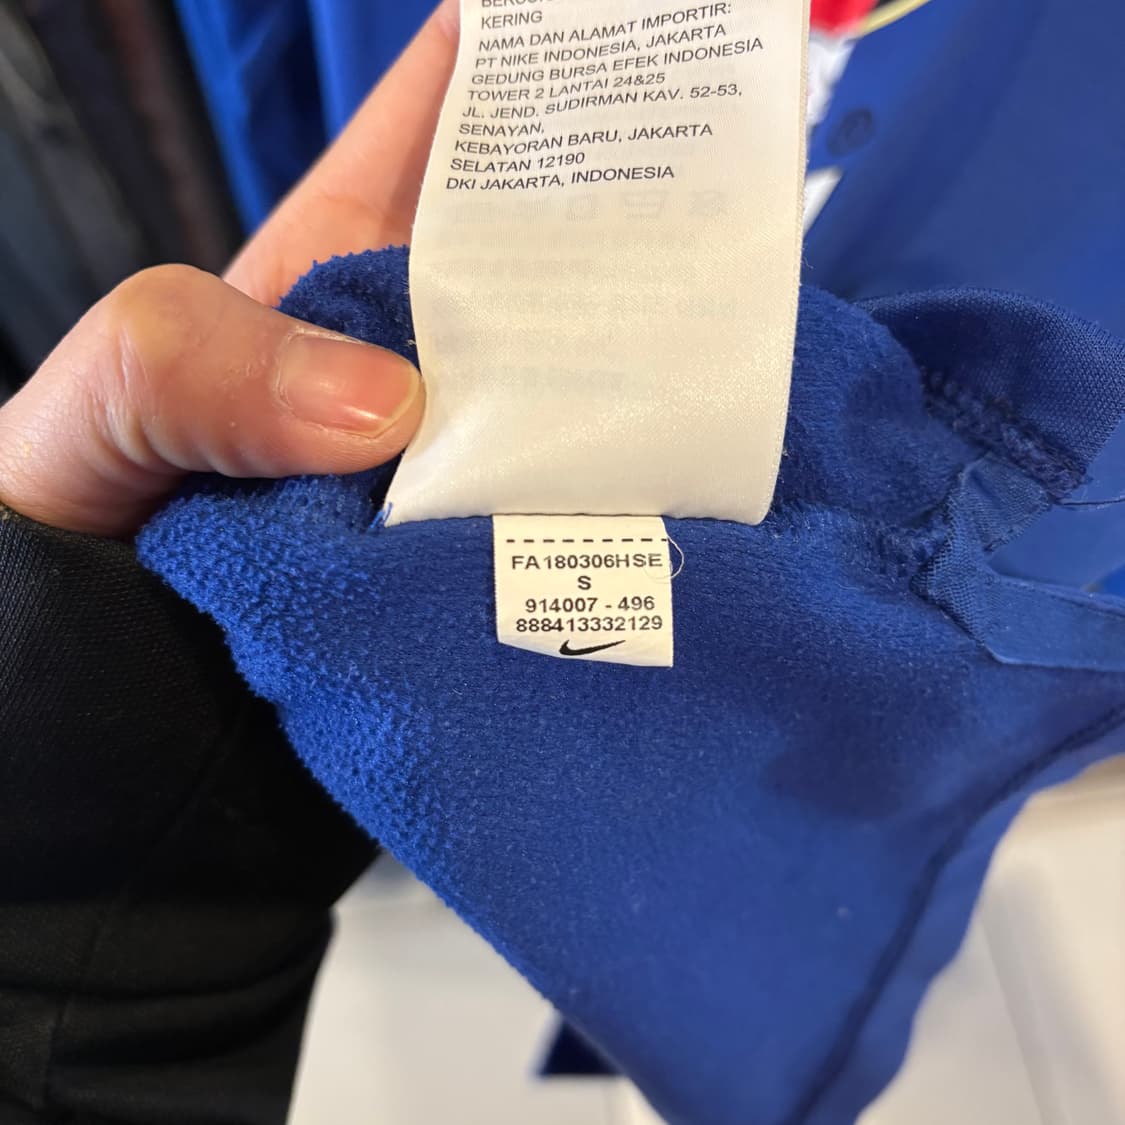 KERING
NAMA DAN ALAMAT IMPORTIR:
PT NIKE INDONESIA, JAKARTA
GEDUNG BURSA EFEK INDONESIA
TOWER 2 LANTAI 24&25
JL. JEND. SUDIRMAN KAV. 52-53,
SENAYAN,
KEBAYORAN BARU, JAKARTA
SELATAN 12190
DKI JAKARTA, INDONESIA
FA180306HSE
S
914007 - 496
888413332129